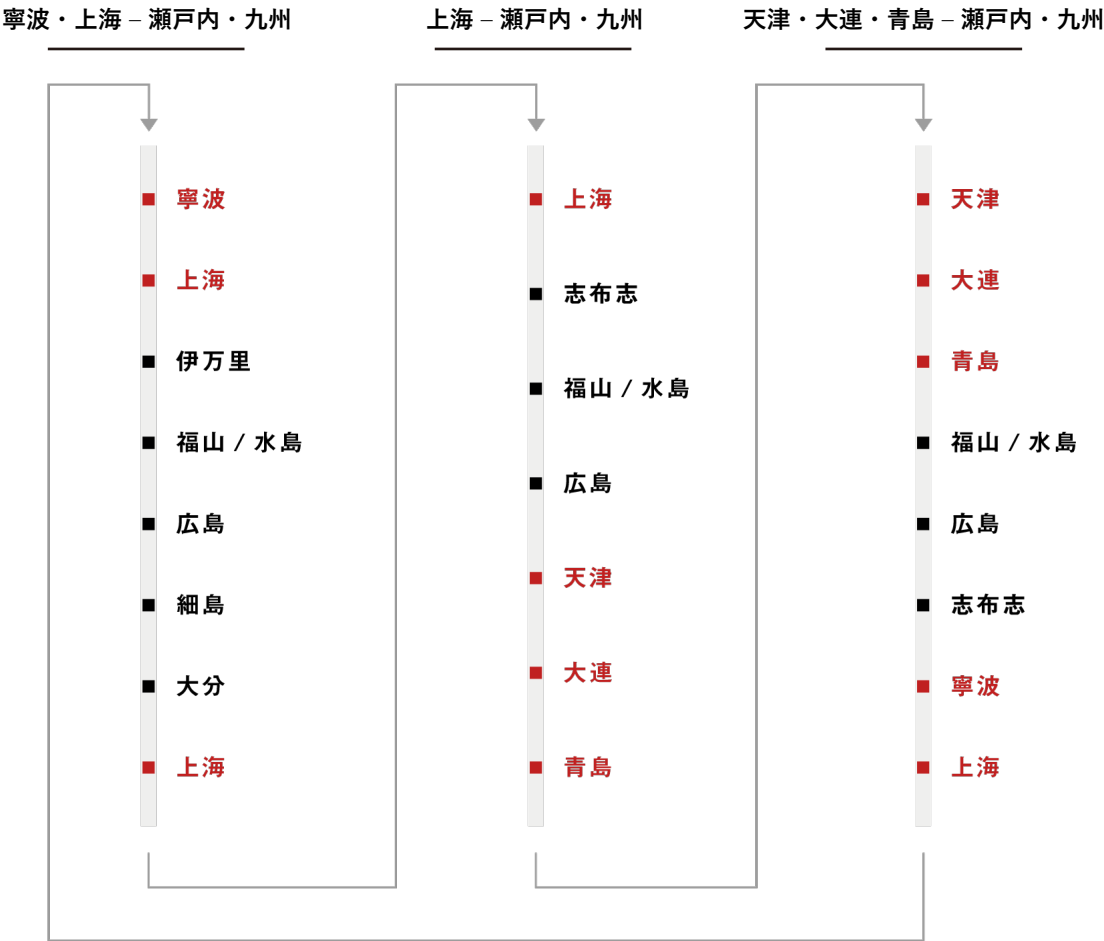 寧波・上海 – 瀬戸内・九州
寧波
上海
伊万里
福山 / 水島
広島
細島
大分
上海
上海 – 瀬戸内・九州
上海
志布志
福山 / 水島
広島
天津
大連
青島
天津・大連・青島 – 瀬戸内・九州
天津
大連
青島
福山 / 水島
広島
志布志
寧波
上海